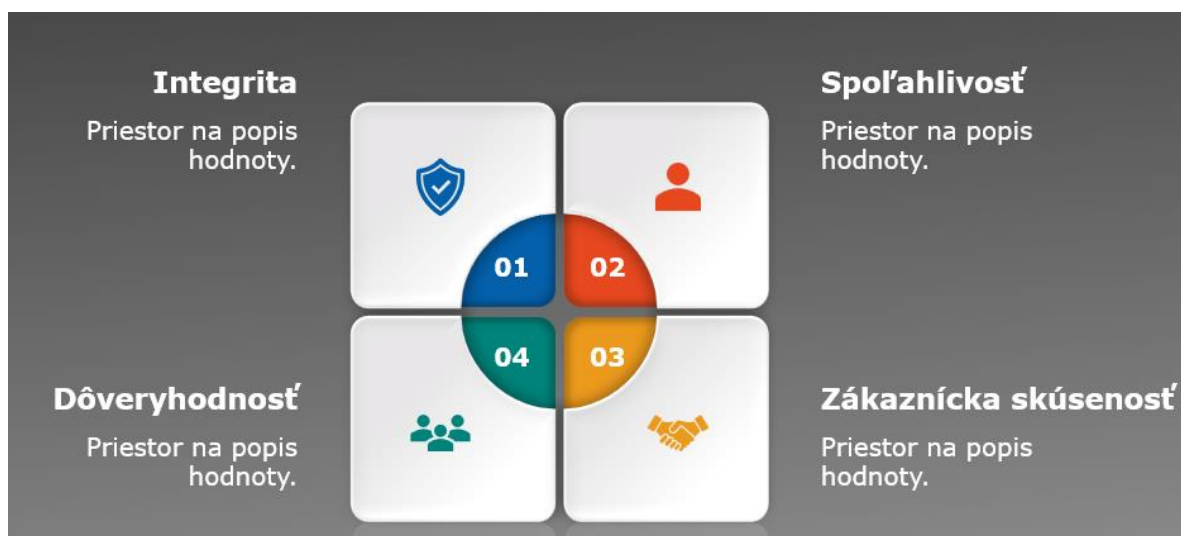 Integrita
Priestor na popis
hodnoty.
01
02
Spoľahlivosť
Priestor na popis
hodnoty.
Dôveryhodnosť
Priestor na popis
hodnoty.
04
03
Zákaznícka skúsenosť
Priestor na popis
hodnoty.